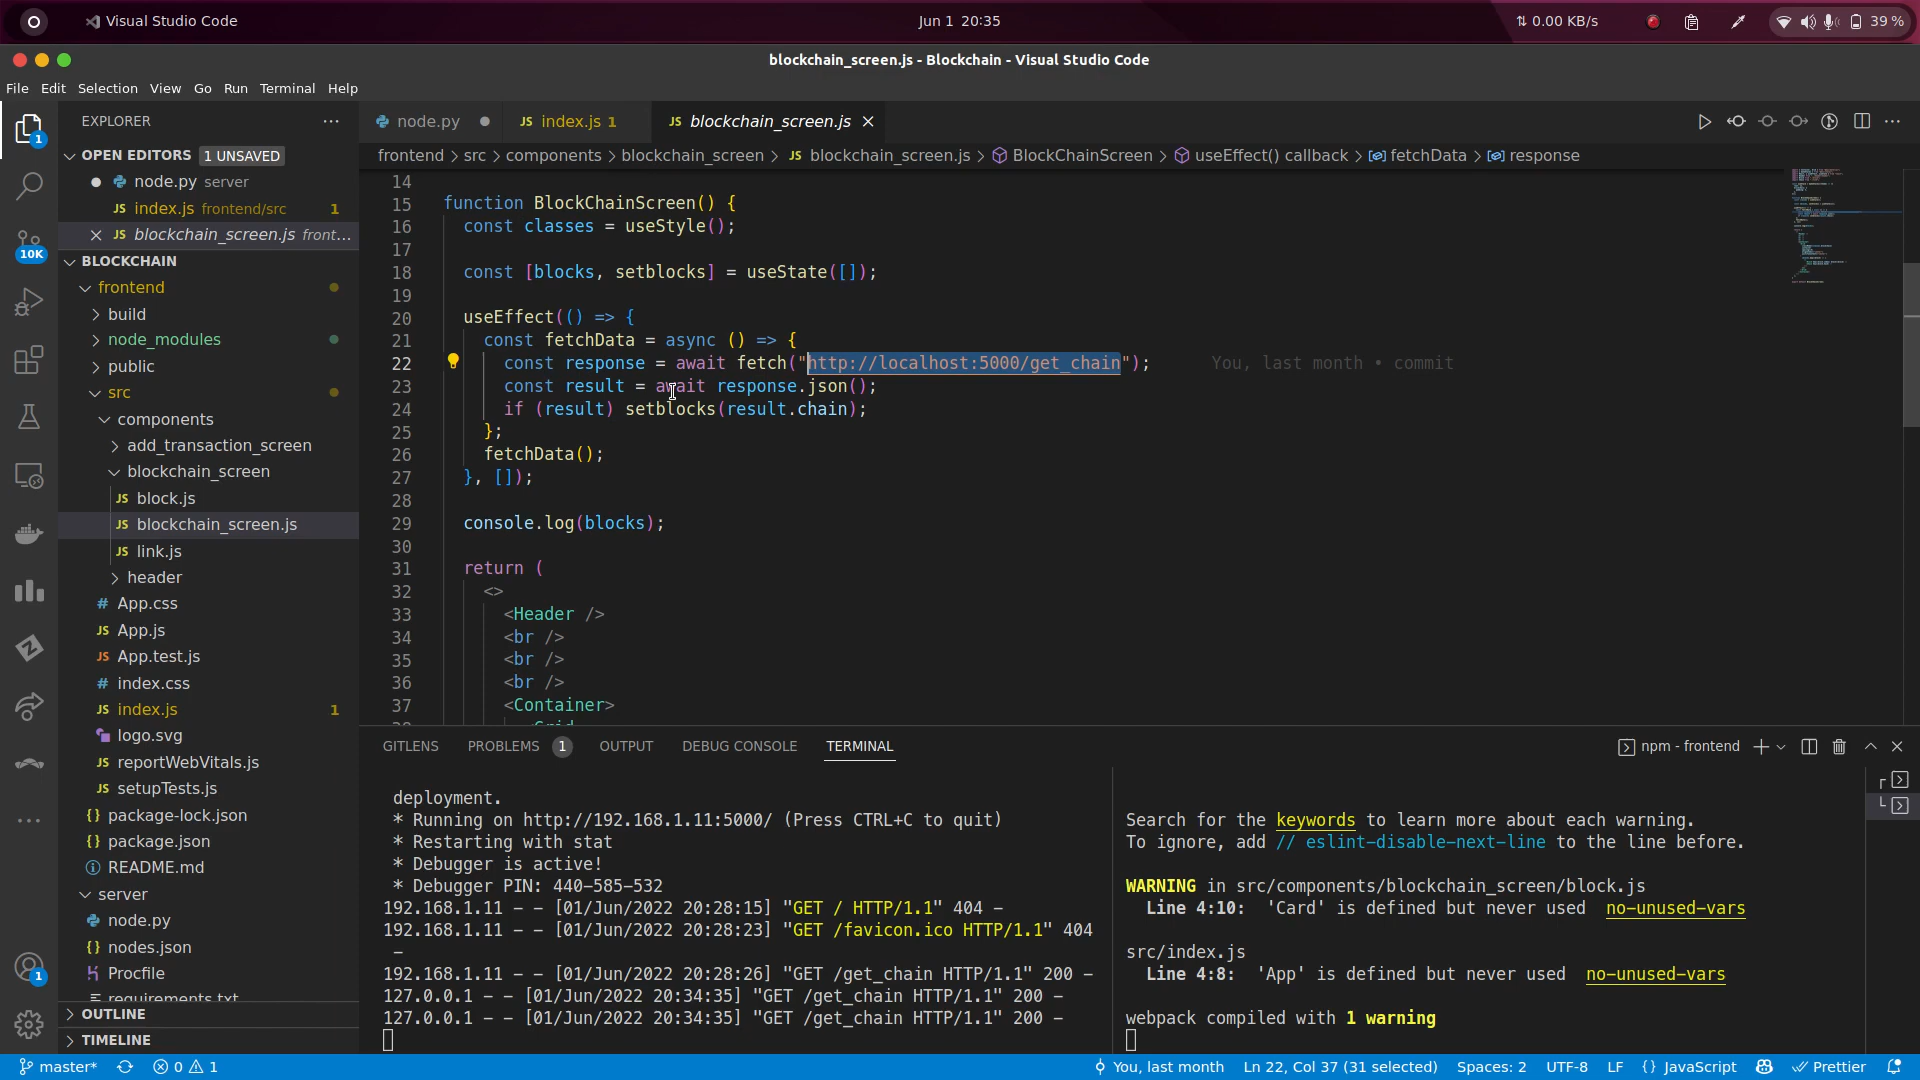 Visual Studio Code
Jun 1 20:35
0.00 KB/s
39 %
blockchain_screen.js - Blockchain - Visual Studio Code
File Edit Selection View Go Run Terminal Help
EXPLORER
OPEN EDITORS 1 UNSAVED
node.py server
index.js frontend/src 1
blockchain_screen.js front...
BLOCKCHAIN
frontend
build
node_modules
public
src
components
add_transaction_screen
blockchain_screen
JS block.js
JS blockchain_screen.js
JS link.js
header
# App.css
JS App.js
JS App.test.js
# index.css
JS index.js 1
logo.svg
JS reportWebVitals.js
JS setupTests.js
{} package-lock.json
{} package.json
README.md
server
node.py
{} nodes.json
Procfile
requirements.txt
OUTLINE
TIMELINE
1
10K
1
node.py
JS index.js 1
JS blockchain_screen.js
frontend > src > components > blockchain_screen > JS blockchain_screen.js > BlockChainScreen > useEffect() callback > fetchData > response
14
15 function BlockChainScreen() {
16 const classes = useStyle();
17
18 const [blocks, setblocks] = useState([]);
19
20 useEffect(() => {
21 const fetchData = async () => {
22 const response = await fetch("http://localhost:5000/get_chain"); You, last month • commit
23 const result = await response.json();
24 if (result) setblocks(result.chain);
25 };
26 fetchData();
27 }, []);
28
29 console.log(blocks);
30
31 return (
32 <>
33 <Header />
34 <br />
35 <br />
36 <br />
37 <Container>
38 <Grid
GITLENS PROBLEMS 1 OUTPUT DEBUG CONSOLE TERMINAL
npm - frontend
deployment.
* Running on http://192.168.1.11:5000/ (Press CTRL+C to quit)
* Restarting with stat
* Debugger is active!
* Debugger PIN: 440-585-532
192.168.1.11 - - [01/Jun/2022 20:28:15] "GET / HTTP/1.1" 404 -
192.168.1.11 - - [01/Jun/2022 20:28:23] "GET /favicon.ico HTTP/1.1" 404
-
192.168.1.11 - - [01/Jun/2022 20:28:26] "GET /get_chain HTTP/1.1" 200 -
127.0.0.1 - - [01/Jun/2022 20:34:35] "GET /get_chain HTTP/1.1" 200 -
127.0.0.1 - - [01/Jun/2022 20:34:35] "GET /get_chain HTTP/1.1" 200 -
Search for the keywords to learn more about each warning.
To ignore, add // eslint-disable-next-line to the line before.
WARNING in src/components/blockchain_screen/block.js
Line 4:10: 'Card' is defined but never used no-unused-vars
src/index.js
Line 4:8: 'App' is defined but never used no-unused-vars
webpack compiled with 1 warning
master* 0 1
You, last month
Ln 22, Col 37 (31 selected)
Spaces: 2
UTF-8
LF
{} JavaScript
Prettier